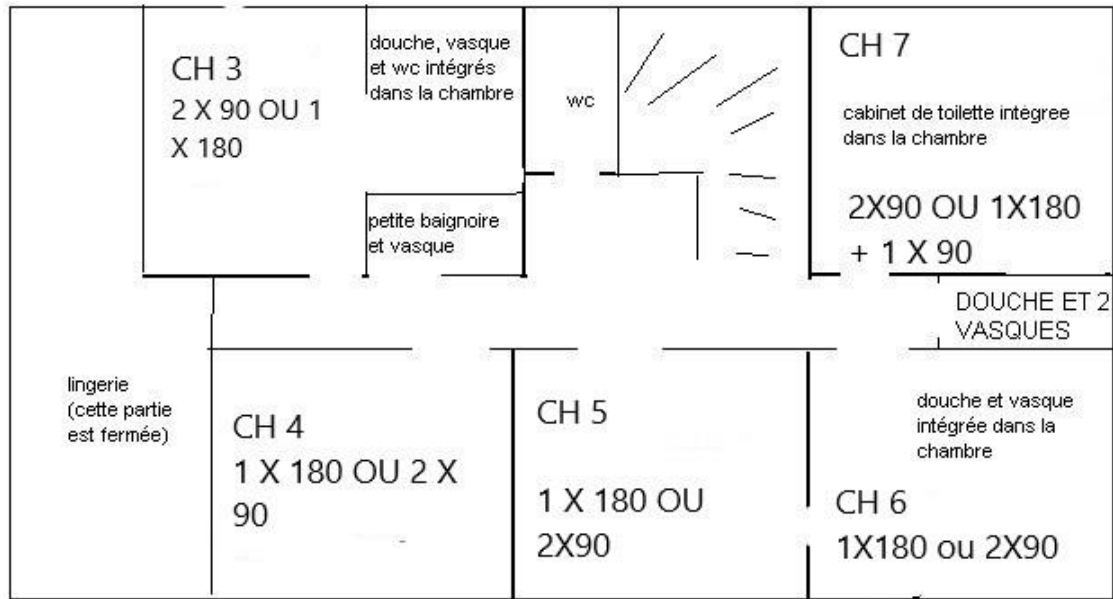 CH 3
2 X 90 OU 1
X 180
douche, vasque
et wc intégrés
dans la chambre
petite baignoire
et vasque
wc
CH 7
cabinet de toilette intégree
dans la chambre
2X90 OU 1X180
+ 1 X 90
DOUCHE ET 2
VASQUES
lingerie
(cette partie
est fermée)
CH 4
1 X 180 OU 2 X
90
CH 5
1 X 180 OU
2X90
douche et vasque
intégrée dans la
chambre
CH 6
1X180 ou 2X90